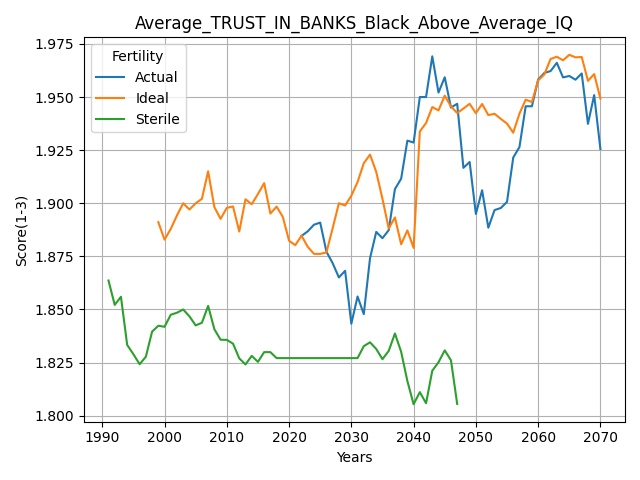 Average_TRUST_IN_BANKS_Black_Above_Average_IQ
Fertility
Actual
Ideal
Sterile
Score(1-3)
1.975
1.950
1.925
1.900
1.875
1.850
1.825
1.800
1990 2000 2010 2020 2030 2040 2050 2060 2070
Years